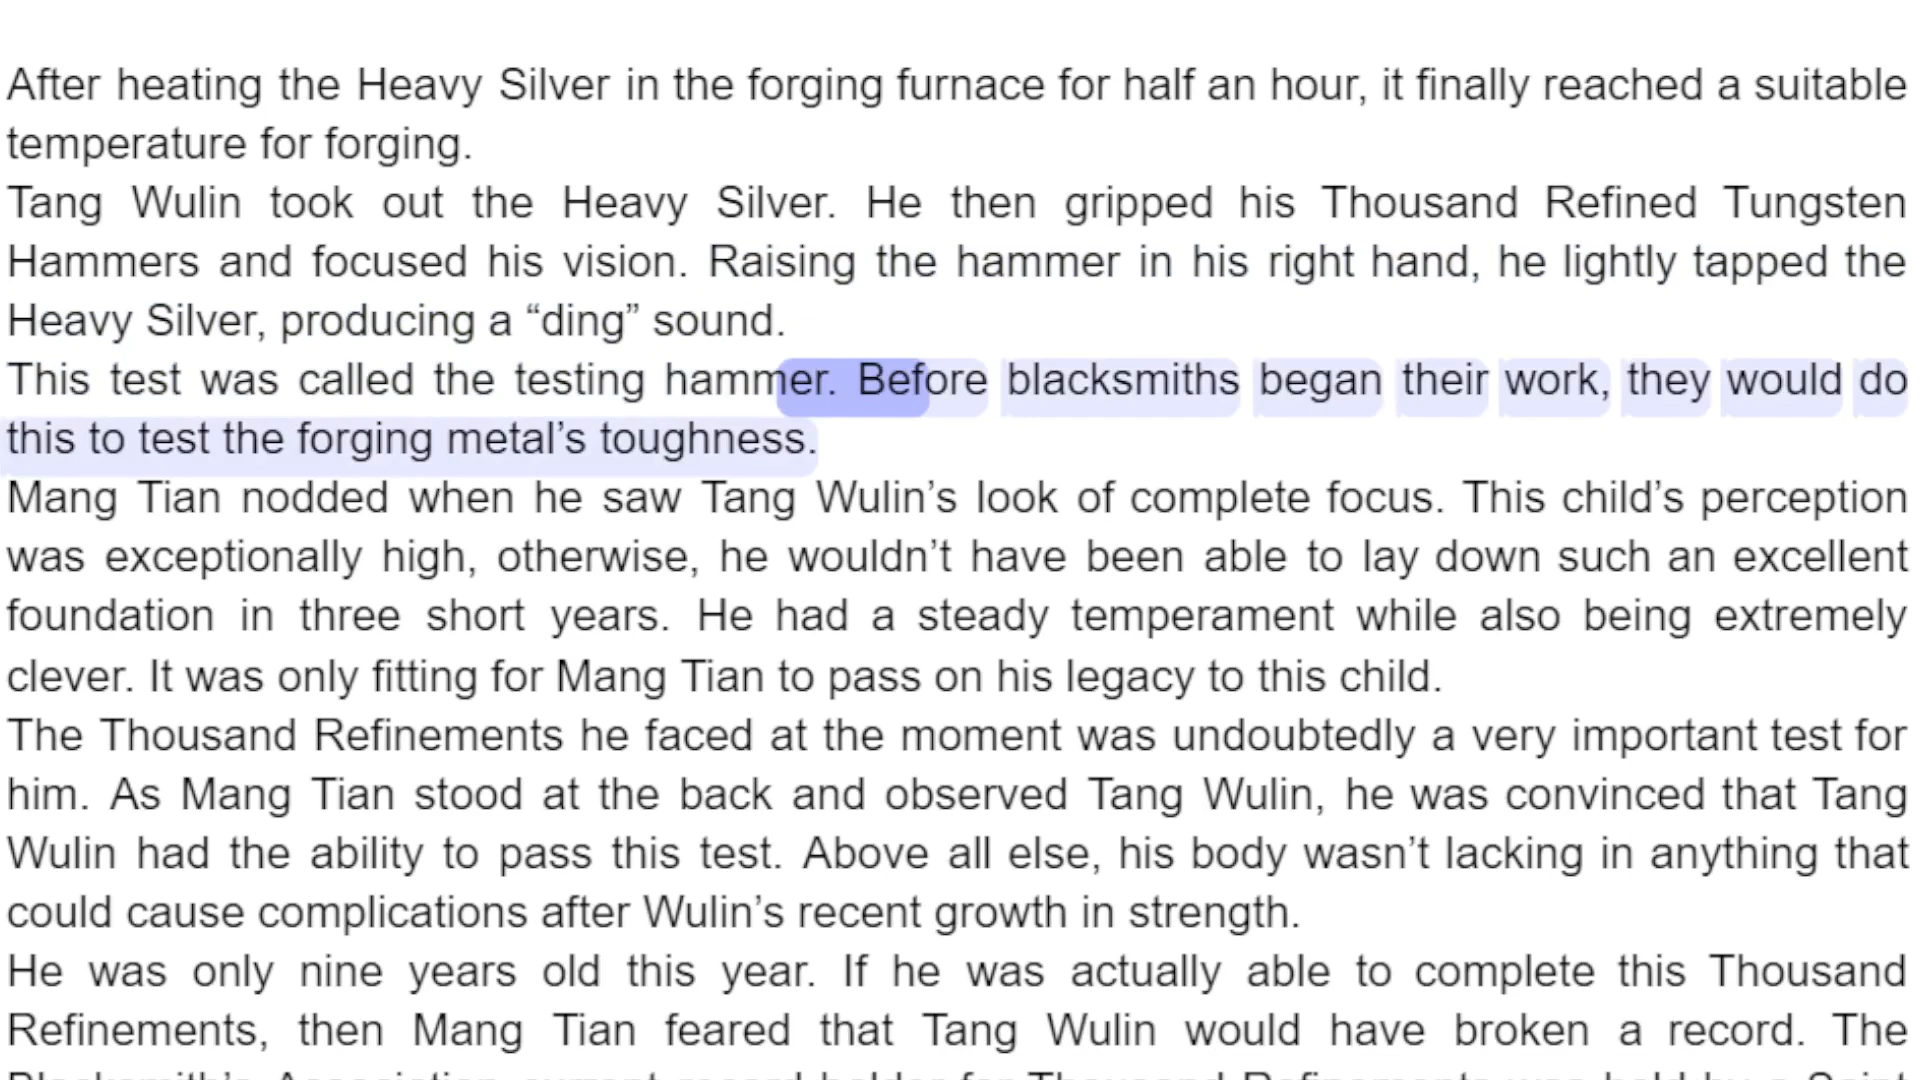 After heating the Heavy Silver in the forging furnace for half an hour, it finally reached a suitable
temperature for forging.
Tang Wulin took out the Heavy Silver. He then gripped his Thousand Refined Tungsten
Hammers and focused his vision. Raising the hammer in his right hand, he lightly tapped the
Heavy Silver, producing a “ding” sound.
This test was called the testing hammer. Before blacksmiths began their work, they would do
this to test the forging metal’s toughness.
Mang Tian nodded when he saw Tang Wulin’s look of complete focus. This child’s perception
was exceptionally high, otherwise, he wouldn’t have been able to lay down such an excellent
foundation in three short years. He had a steady temperament while also being extremely
clever. It was only fitting for Mang Tian to pass on his legacy to this child.
The Thousand Refinements he faced at the moment was undoubtedly a very important test for
him. As Mang Tian stood at the back and observed Tang Wulin, he was convinced that Tang
Wulin had the ability to pass this test. Above all else, his body wasn’t lacking in anything that
could cause complications after Wulin’s recent growth in strength.
He was only nine years old this year. If he was actually able to complete this Thousand
Refinements, then Mang Tian feared that Tang Wulin would have broken a record. The